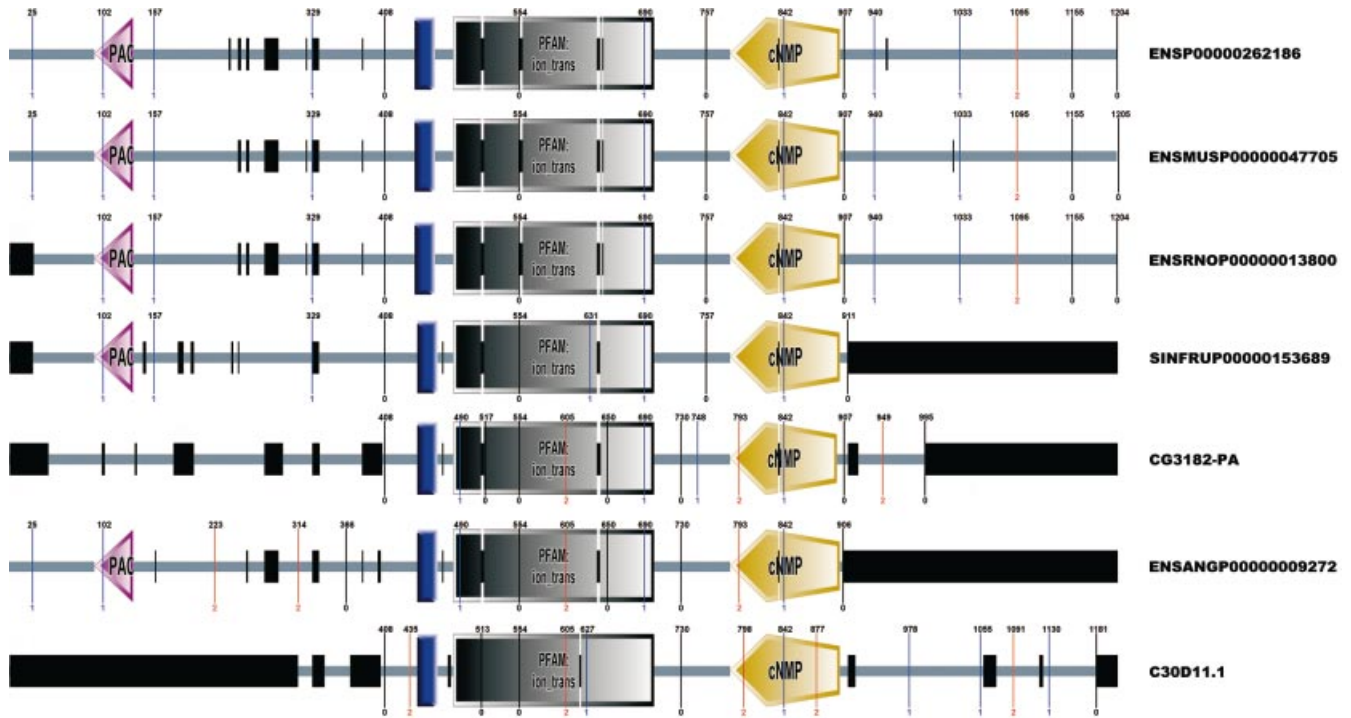 25 102 157 329 408 554 690 757 842 907 940 1033 1095 1155 1204
PAC PFAM: ion_trans cNMP ENSP00000262186
1 1 1 1 0 0 1 0 1 0 1 1 2 0 0
25 102 157 329 408 554 690 757 842 907 940 1033 1095 1155 1205
PAC PFAM: ion_trans cNMP ENSMUSP00000047705
1 1 1 1 0 0 1 0 1 0 1 1 2 0 0
102 157 329 408 554 690 757 842 907 940 1033 1095 1155 1204
PAC PFAM: ion_trans cNMP ENSRNOP00000013800
1 1 1 0 0 1 0 1 0 1 1 2 0 0
102 157 329 408 554 631 690 757 842 911
PAC PFAM: ion_trans cNMP SINFRUP00000153689
1 1 1 0 0 1 1 0 1 0
408 490 517 554 605 650 690 730 748 793 842 907 949 995
PFAM: ion_trans cNMP CG3182-PA
0 1 0 0 2 0 1 0 1 2 1 0 2 0
25 102 223 314 366 490 554 605 650 690 730 793 842 906
PAC PFAM: ion_trans cNMP ENSANGP00000009272
1 1 2 2 0 1 0 2 0 1 0 2 1 0
408 435 513 554 605 627 730 798 842 877 978 1055 1091 1130 1181
PFAM: ion_trans cNMP C30D11.1
0 2 0 0 2 1 0 2 1 2 1 1 2 1 0